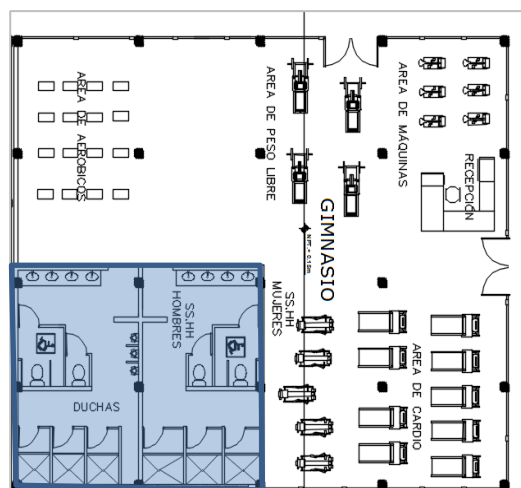 AREA DE AEROBICOS
AREA DE PESO LIBRE
AREA DE MÁQUINAS
RECEPCIÓN
GIMNASIO
SS.HH
HOMBRES
SS.HH
MUJERES
DUCHAS
AREA DE CARDIO